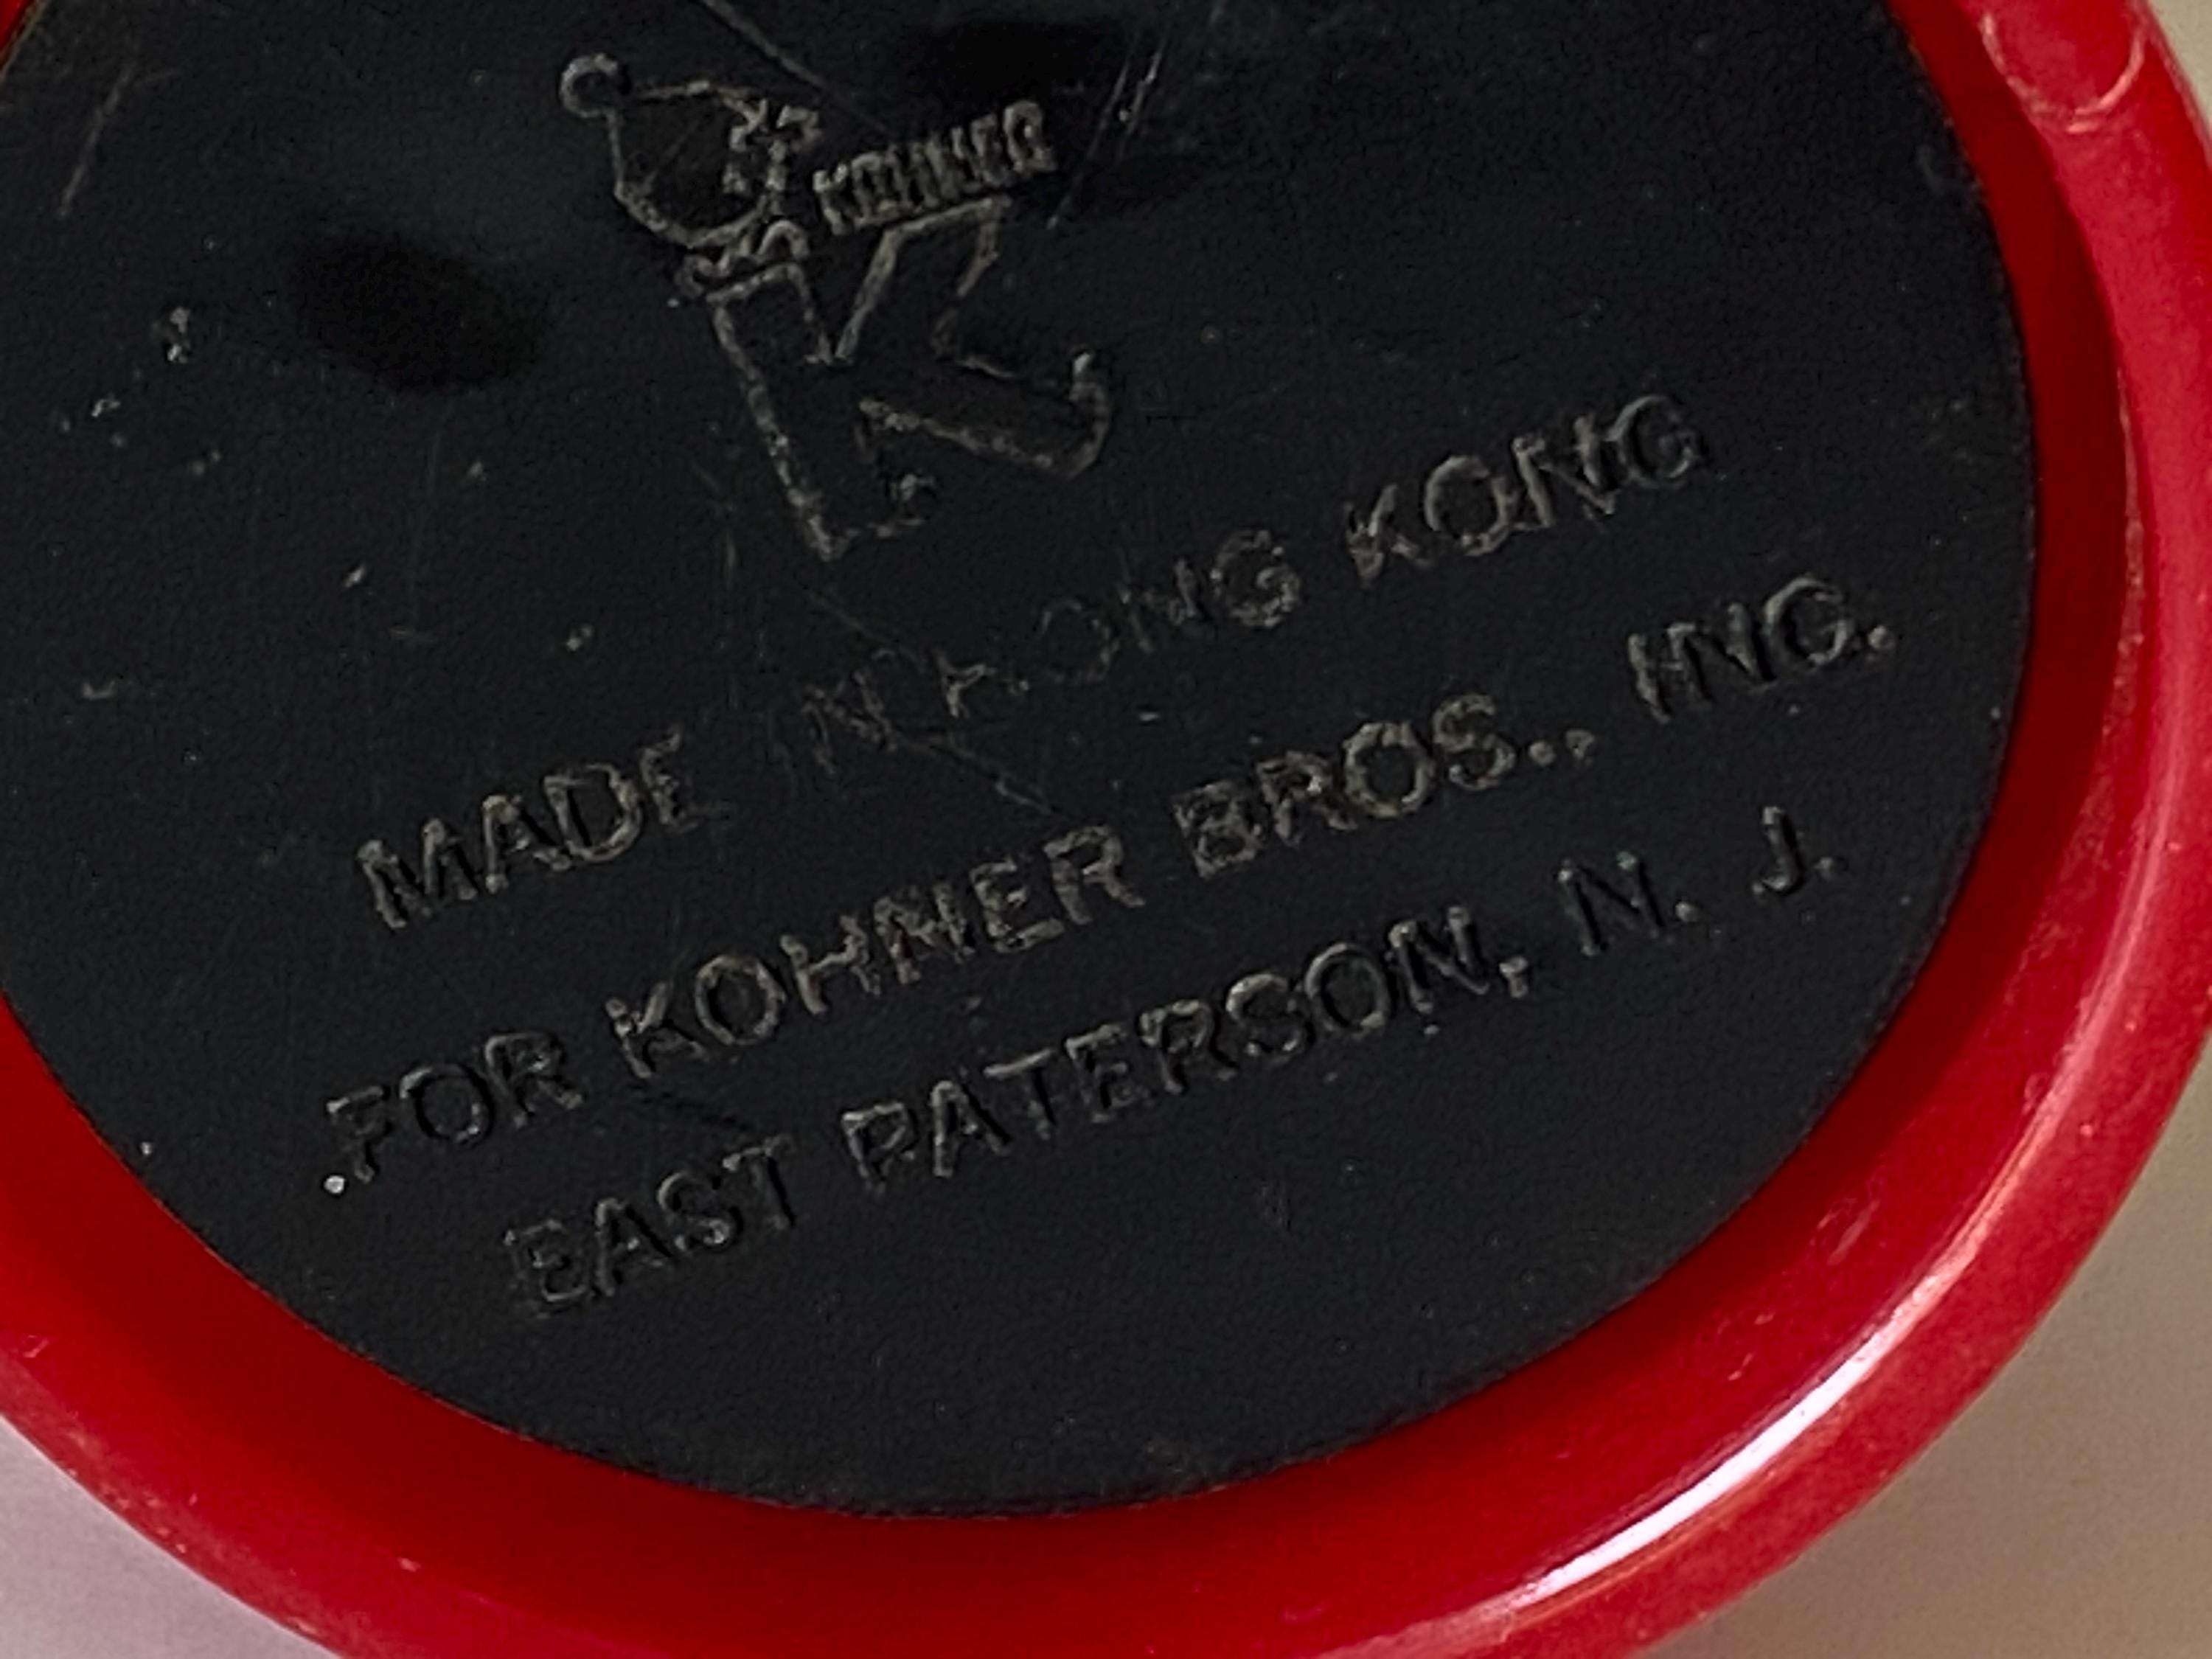 KOHNER
MADE IN HONG KONG
FOR KOHNER BROS., INC.
EAST PATERSON, N. J.